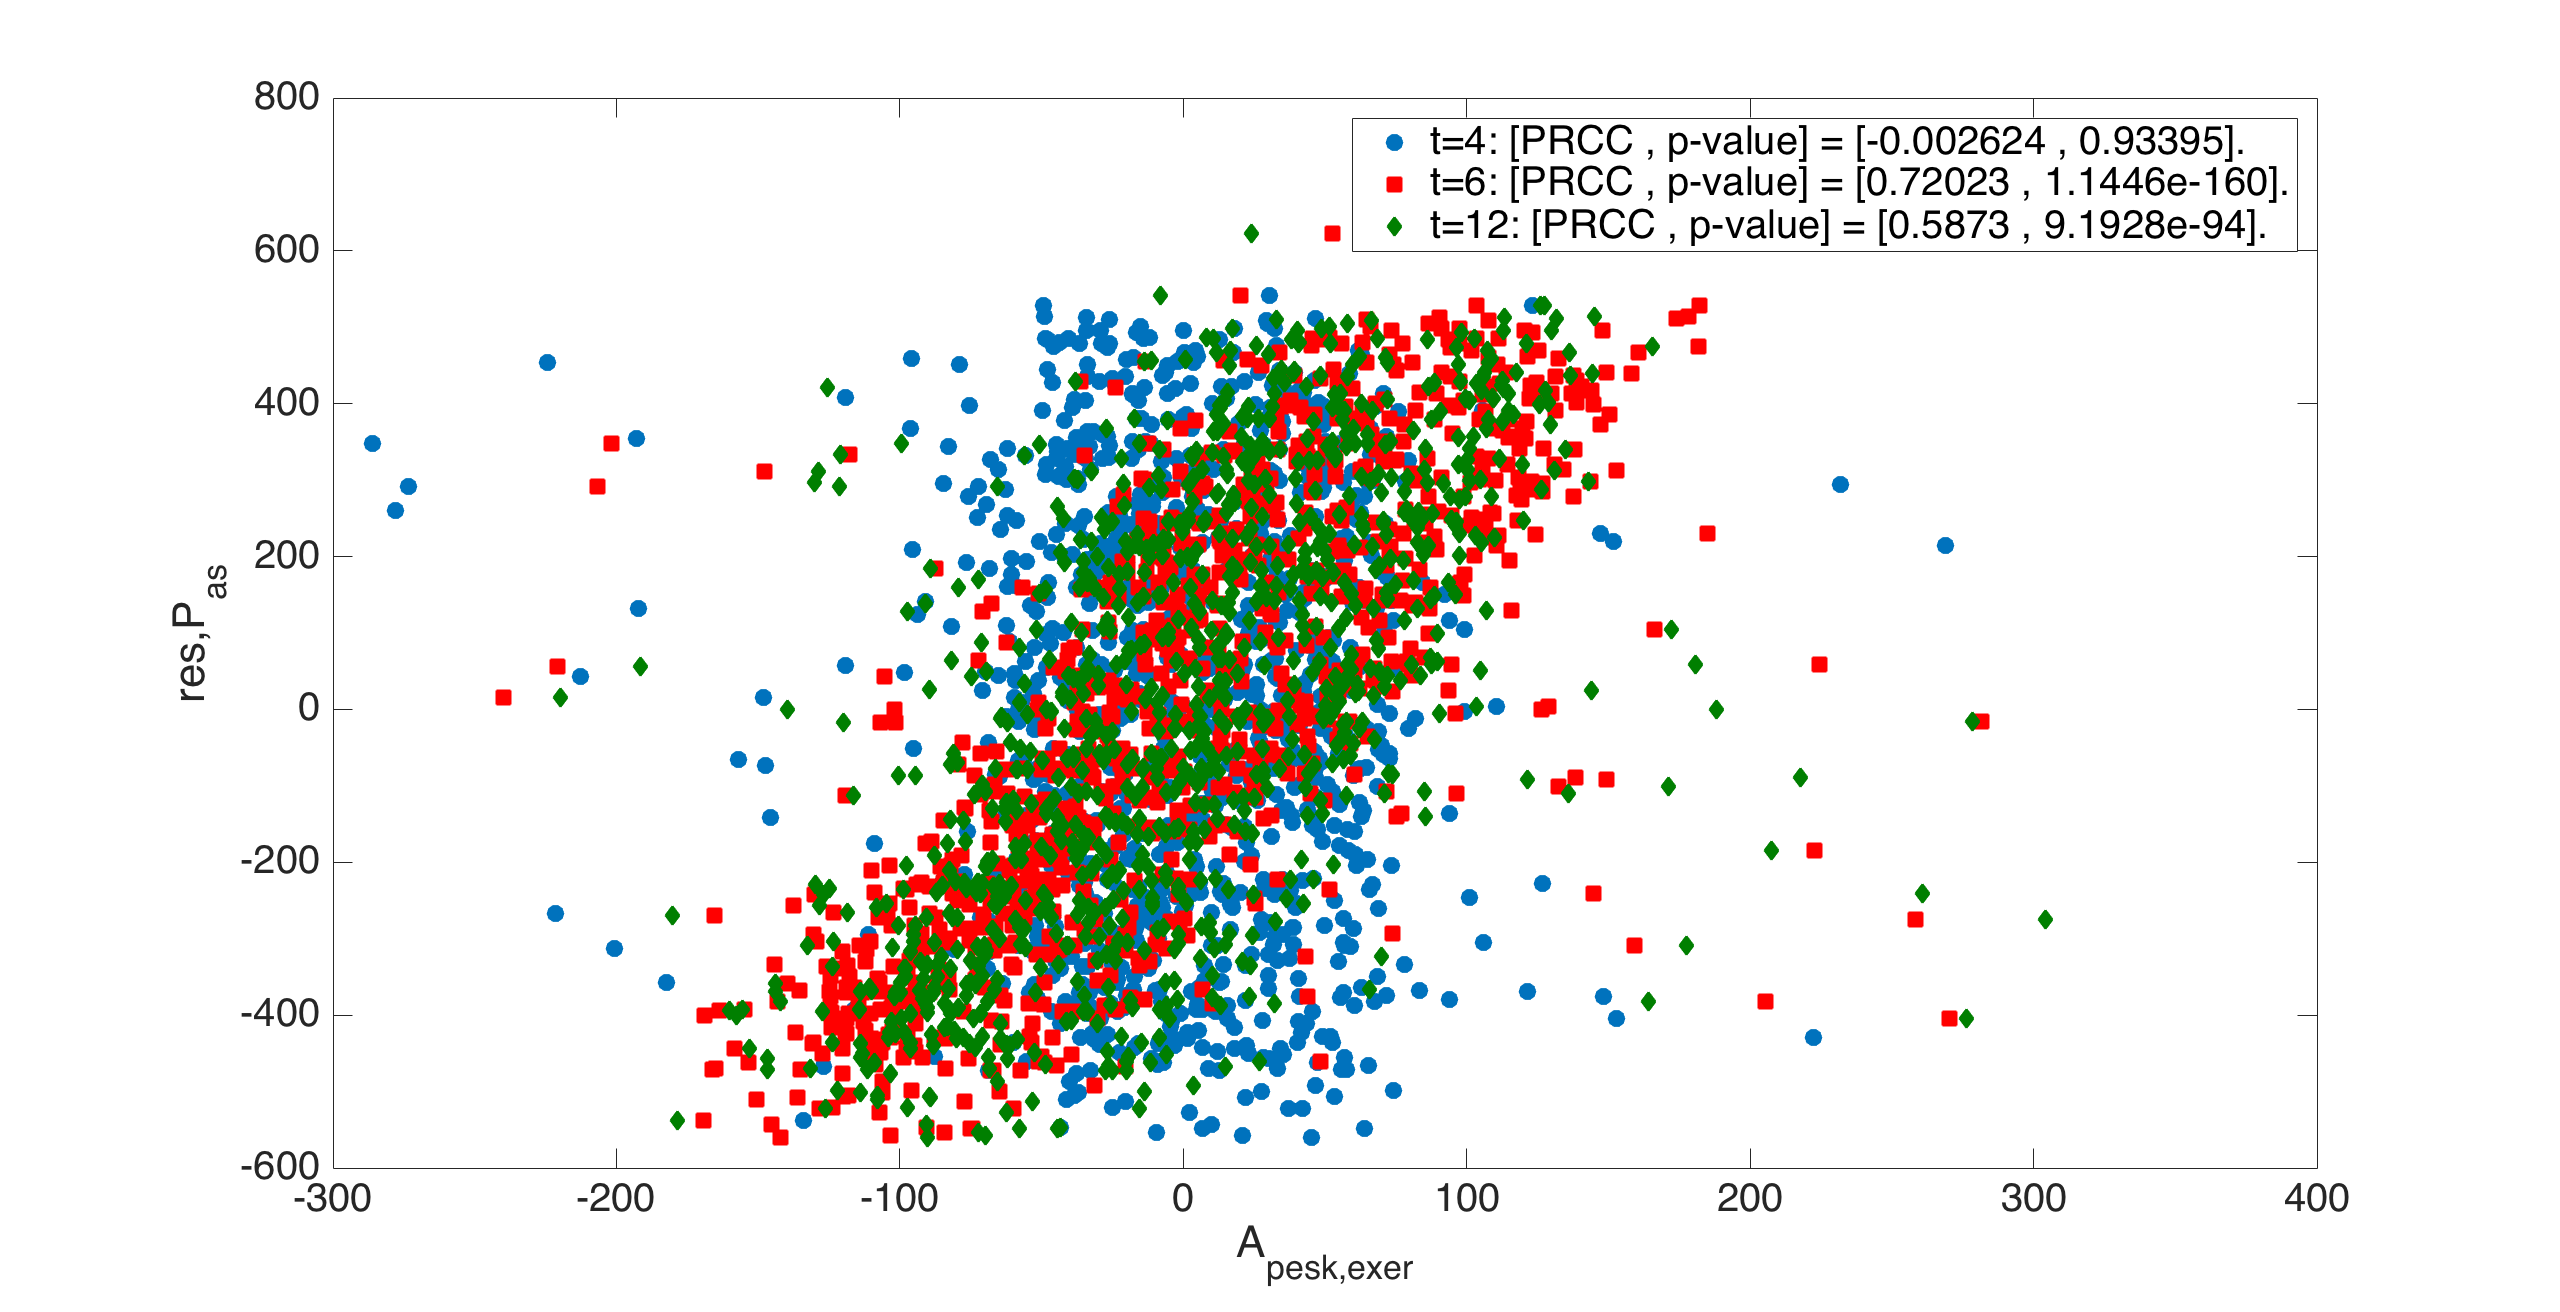 800
600
400
200
0
-200
-400
-600
-300 -200 -100 0 100 200 300 400
res,P_as
A_pesk,exer
t=4: [PRCC , p-value] = [-0.002624 , 0.93395].
t=6: [PRCC , p-value] = [0.72023 , 1.1446e-160].
t=12: [PRCC , p-value] = [0.5873 , 9.1928e-94].